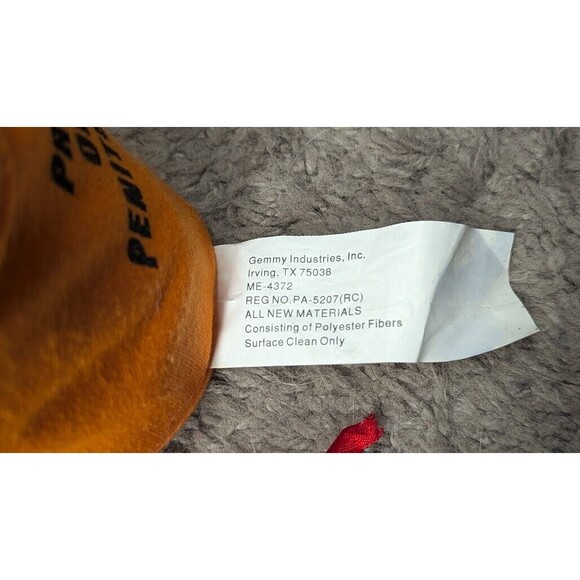 Gemmy Industries, Inc.
Irving, TX 75038
ME-4372
REG NO.PA-5207(RC)
ALL NEW MATERIALS
Consisting of Polyester Fibers
Surface Clean Only